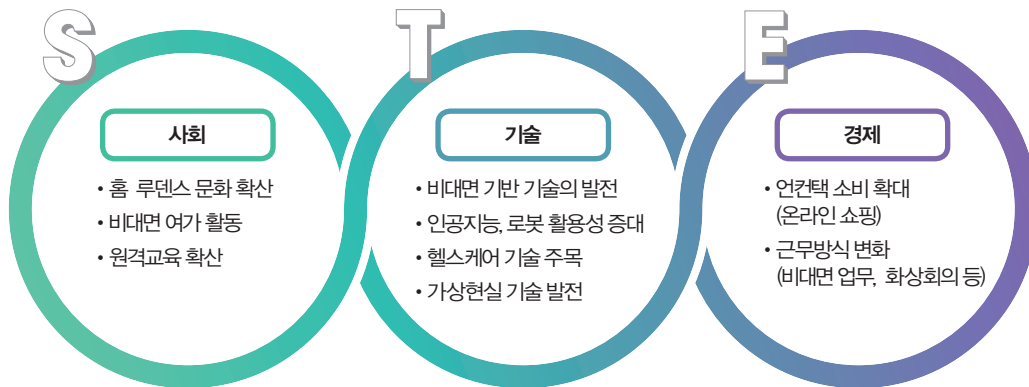 S
사회
• 홈 루덴스 문화 확산
• 비대면 여가 활동
• 원격교육 확산
T
기술
• 비대면 기반 기술의 발전
• 인공지능, 로봇 활용성 증대
• 헬스케어 기술 주목
• 가상현실 기술 발전
E
경제
• 언컨택 소비 확대
(온라인 쇼핑)
• 근무방식 변화
(비대면 업무, 화상회의 등)